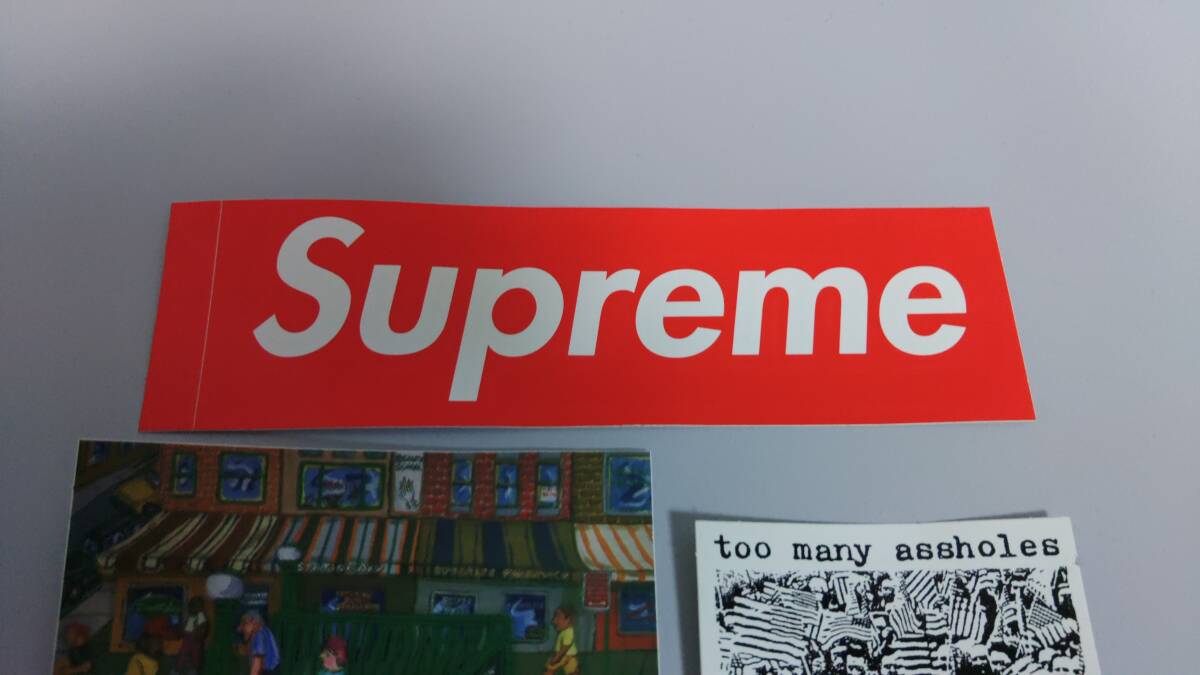 Supreme
too many assholes